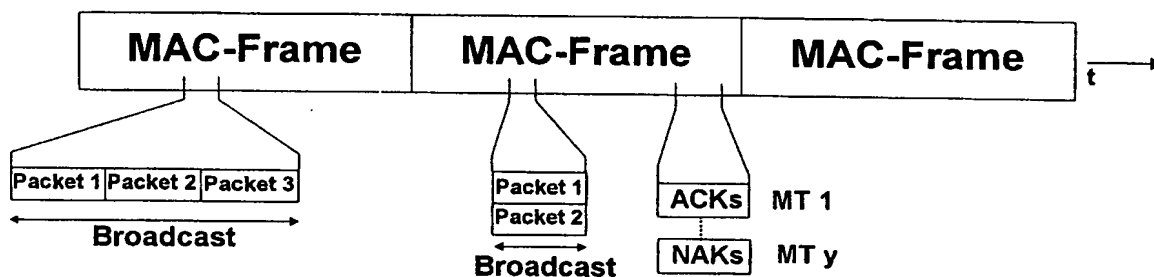 MAC-Frame MAC-Frame MAC-Frame
t
Packet 1 Packet 2 Packet 3
Broadcast
Packet 1
Packet 2
Broadcast
ACKs MT 1
NAKs MT y